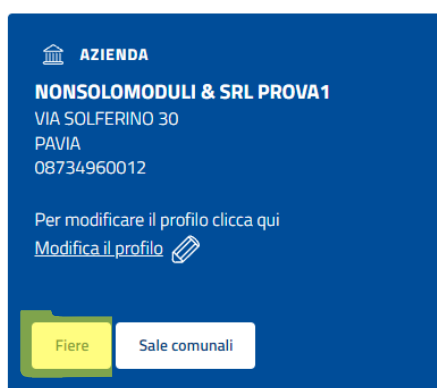 AZIENDA
NONSOLOMODULI & SRL PROVA1
VIA SOLFERINO 30
PAVIA
08734960012
Per modificare il profilo clicca qui
Modifica il profilo
Fiere
Sale comunali